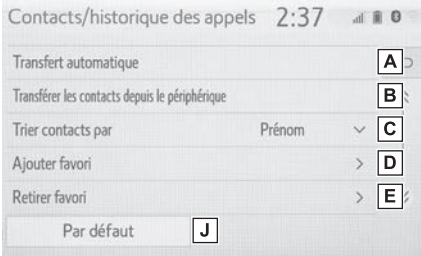 Contacts/historique des appels 2:37
Transfert automatique A
Transférer les contacts depuis le périphérique B
Trier contacts par Prénom C
Ajouter favori D
Retirer favori E
Par défaut J